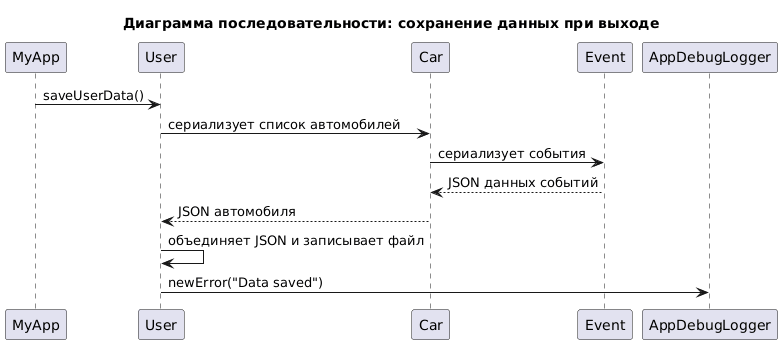 Диаграмма последовательности: сохранение данных при выходе
MyApp User Car Event AppDebugLogger
saveUserData()
сериализует список автомобилей
сериализует события
JSON данных событий
JSON автомобиля
объединяет JSON и записывает файл
newError("Data saved")
MyApp User Car Event AppDebugLogger